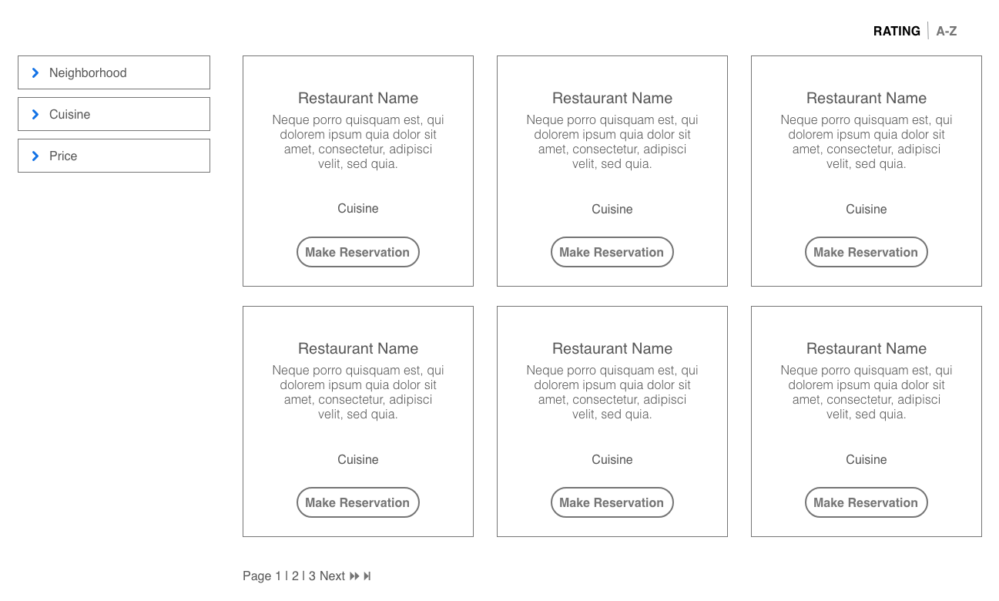 RATING | A-Z
Neighborhood
Cuisine
Price
Restaurant Name
Neque porro quisquam est, qui
dolorem ipsum quia dolor sit
amet, consectetur, adipisci
velit, sed quia.
Cuisine
Make Reservation
Restaurant Name
Neque porro quisquam est, qui
dolorem ipsum quia dolor sit
amet, consectetur, adipisci
velit, sed quia.
Cuisine
Make Reservation
Restaurant Name
Neque porro quisquam est, qui
dolorem ipsum quia dolor sit
amet, consectetur, adipisci
velit, sed quia.
Cuisine
Make Reservation
Restaurant Name
Neque porro quisquam est, qui
dolorem ipsum quia dolor sit
amet, consectetur, adipisci
velit, sed quia.
Cuisine
Make Reservation
Restaurant Name
Neque porro quisquam est, qui
dolorem ipsum quia dolor sit
amet, consectetur, adipisci
velit, sed quia.
Cuisine
Make Reservation
Restaurant Name
Neque porro quisquam est, qui
dolorem ipsum quia dolor sit
amet, consectetur, adipisci
velit, sed quia.
Cuisine
Make Reservation
Page 1 | 2 | 3 Next